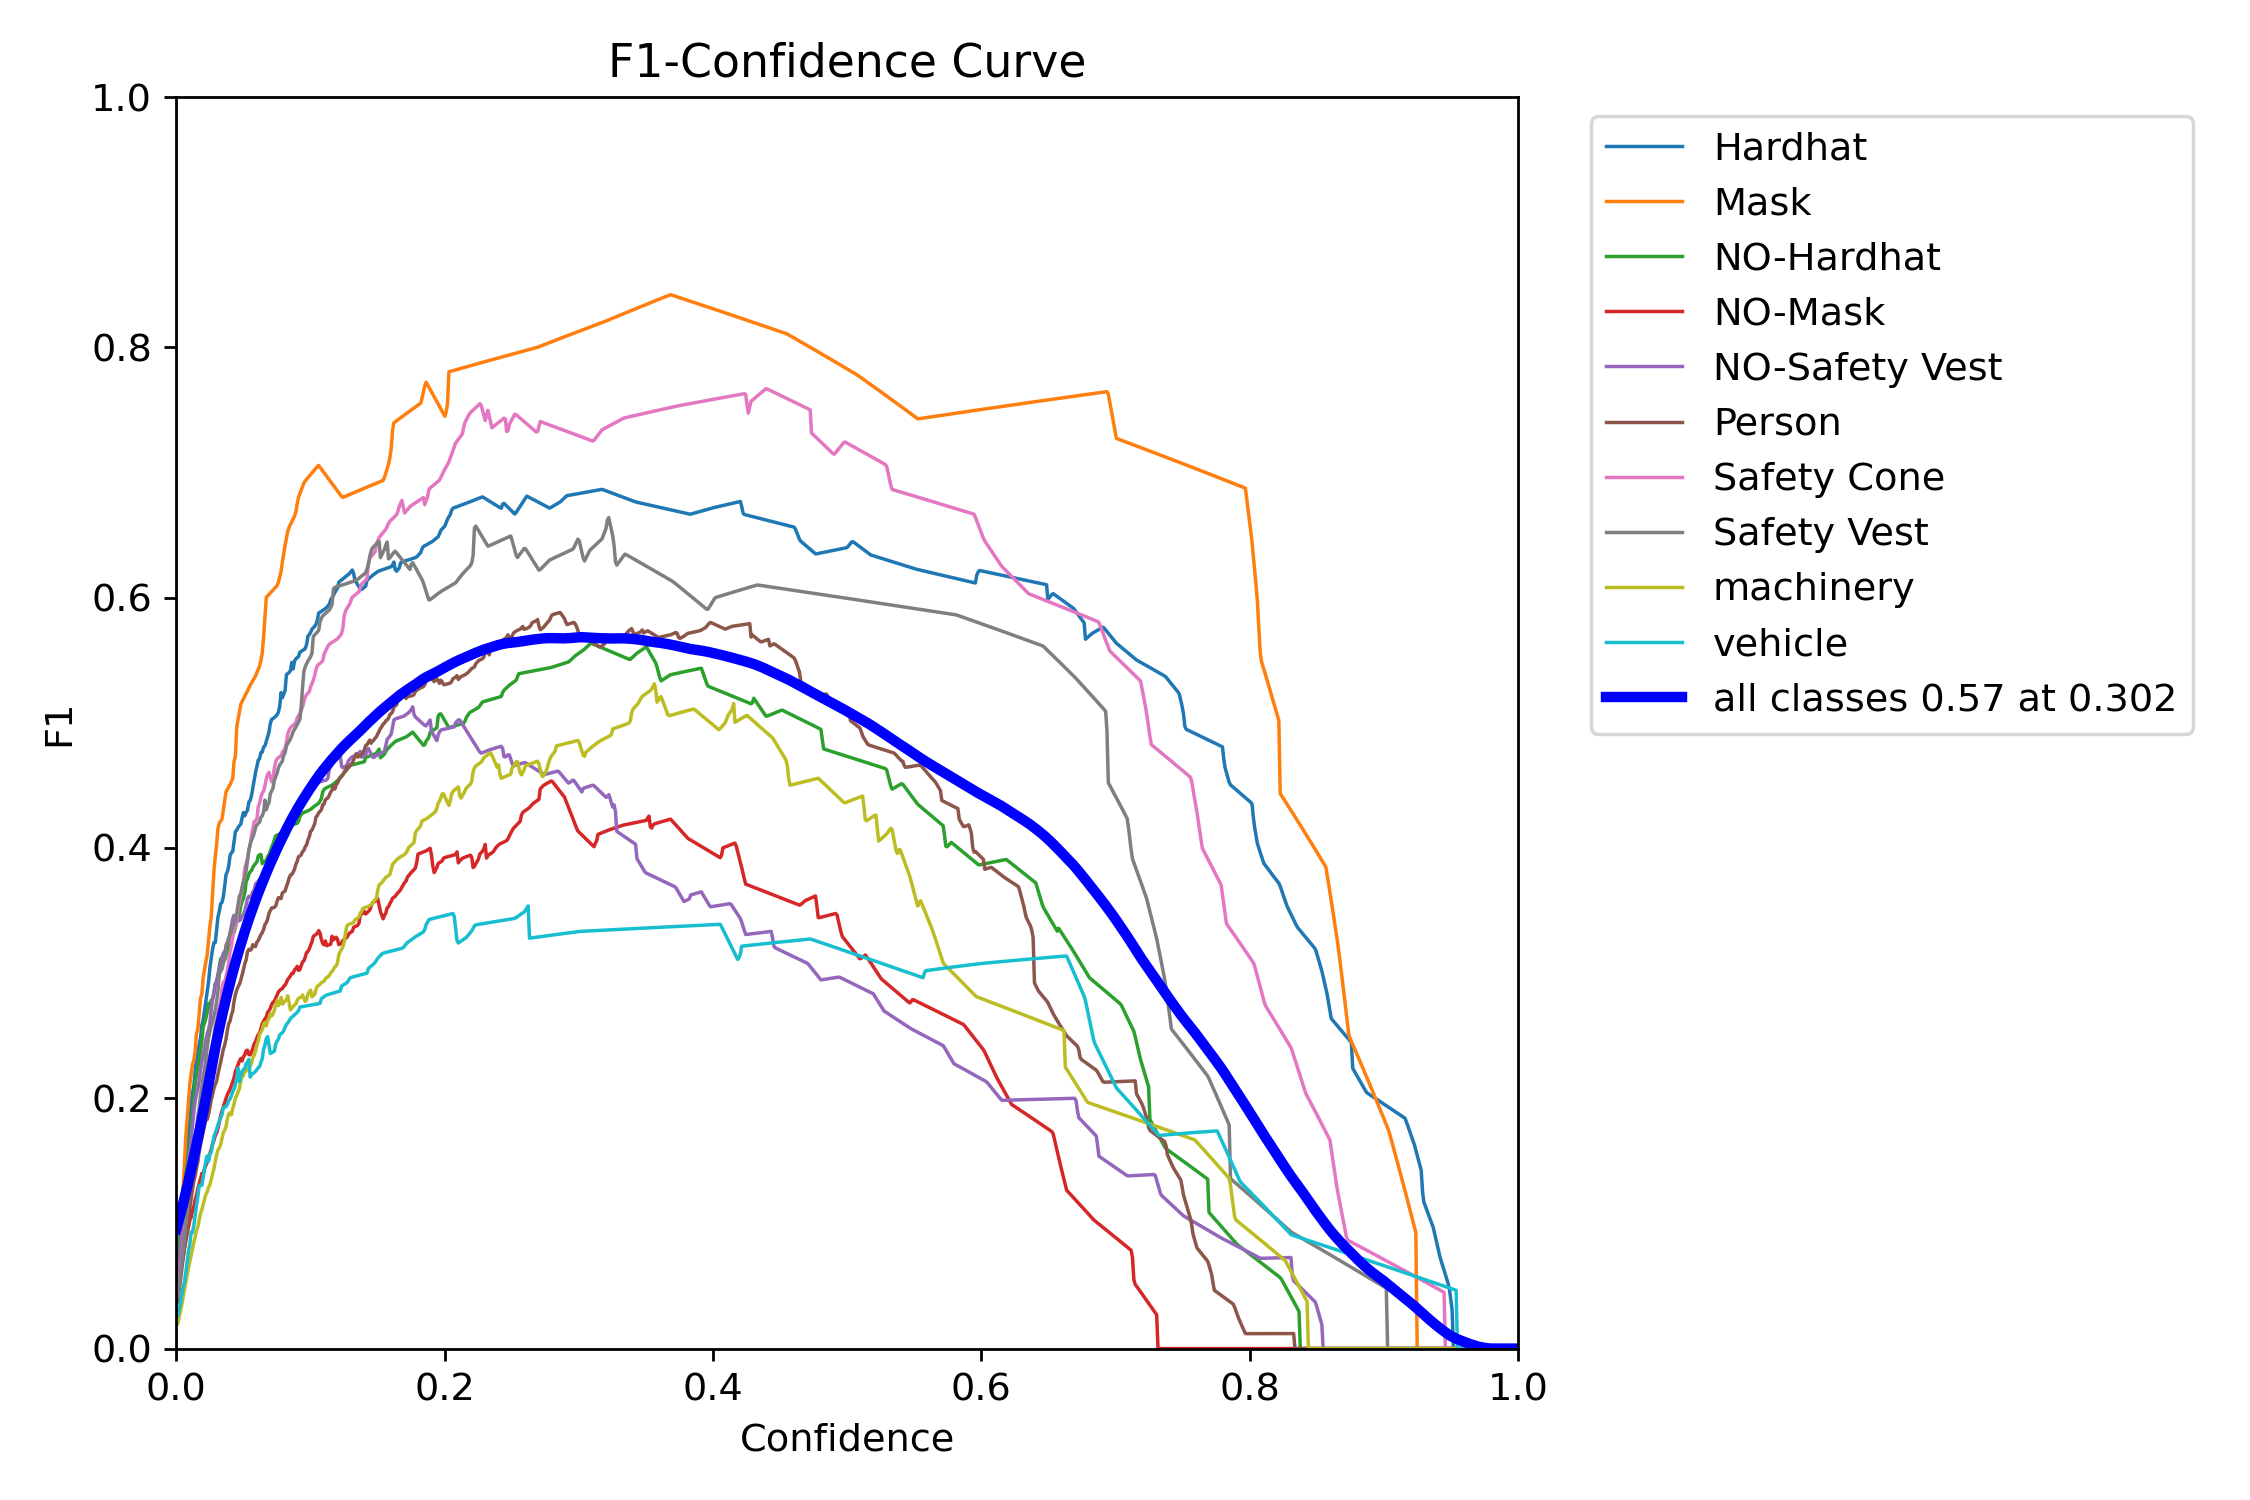 F1-Confidence Curve
1.0
0.8
0.6
0.4
0.2
0.0
F1
0.0 0.2 0.4 0.6 0.8 1.0
Confidence
Hardhat
Mask
NO-Hardhat
NO-Mask
NO-Safety Vest
Person
Safety Cone
Safety Vest
machinery
vehicle
all classes 0.57 at 0.302